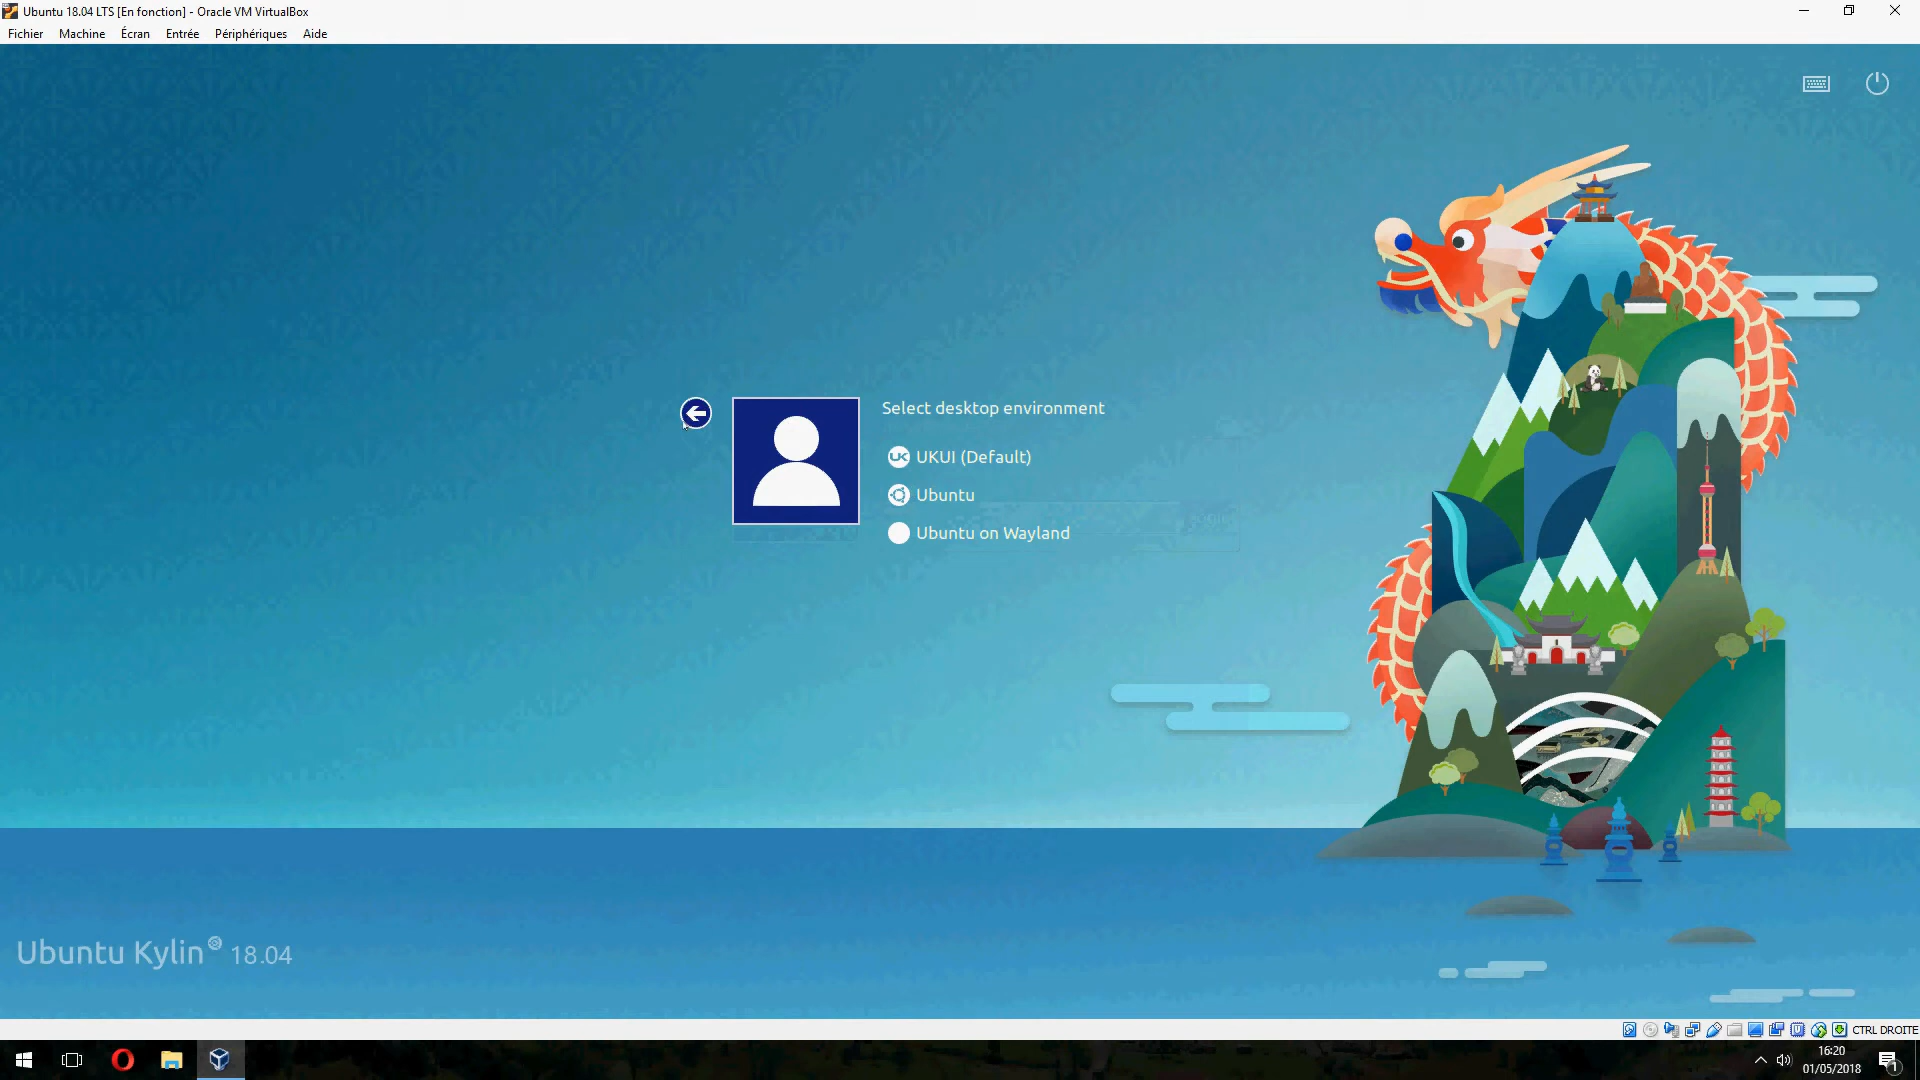 Ubuntu 18.04 LTS [En fonction] - Oracle VM VirtualBox
Fichier Machine Écran Entrée Périphériques Aide
Select desktop environment
UKUI (Default)
Ubuntu
Ubuntu on Wayland
Ubuntu Kylin 18.04
CTRL DROITE
16:20
01/05/2018
1